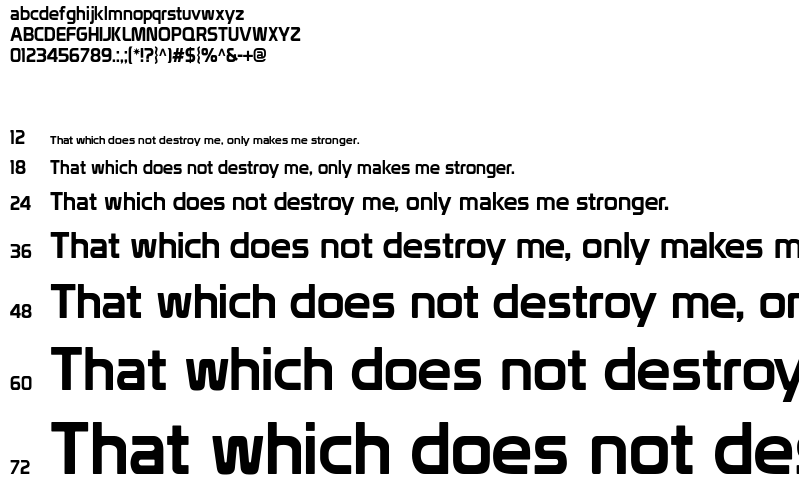 abcdefghijklmnopqrstuvwxyz
ABCDEFGHIJKLMNOPQRSTUVWXYZ
0123456789.:,;(*!?}^)#${%^&-+@
12 That which does not destroy me, only makes me stronger.
18 That which does not destroy me, only makes me stronger.
24 That which does not destroy me, only makes me stronger.
36 That which does not destroy me, only makes m
48 That which does not destroy me, or
60 That which does not destroy
72 That which does not des